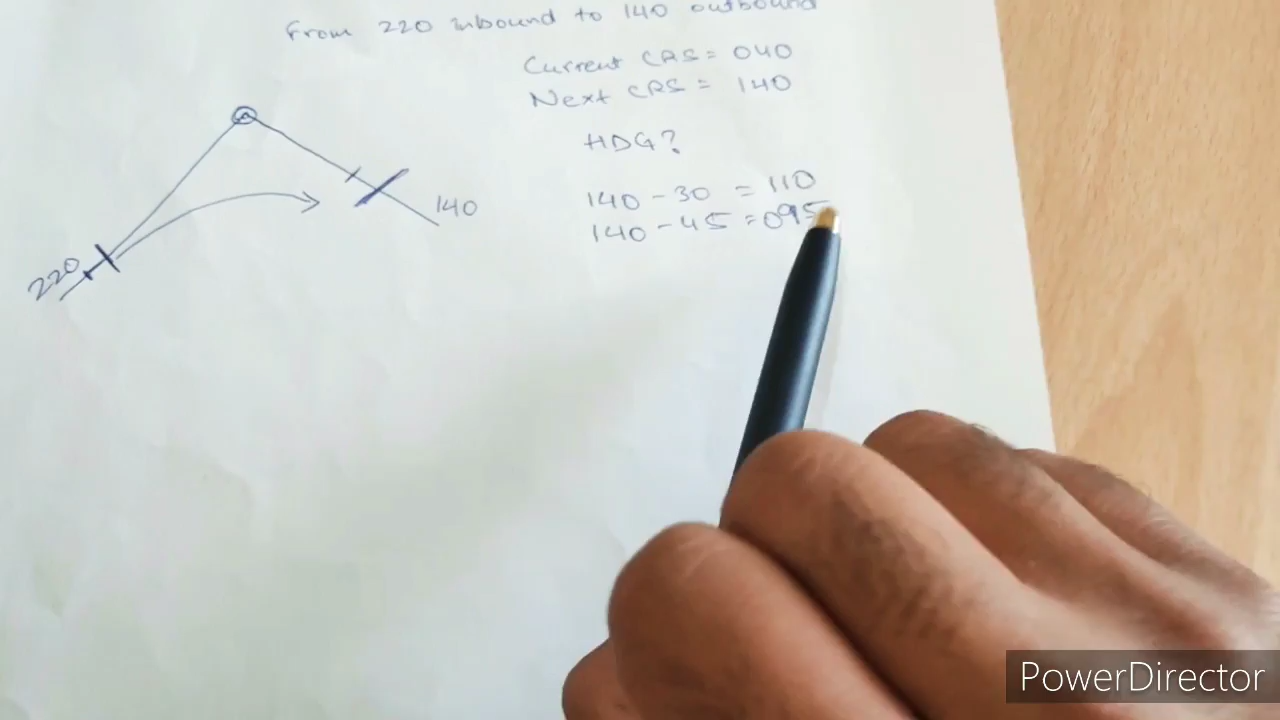 From 220 inbound to 140 outbound
Current CRS = 040
Next CRS = 140
HDG?
140 - 30 = 110
140 - 45 = 095
220
140
PowerDirector